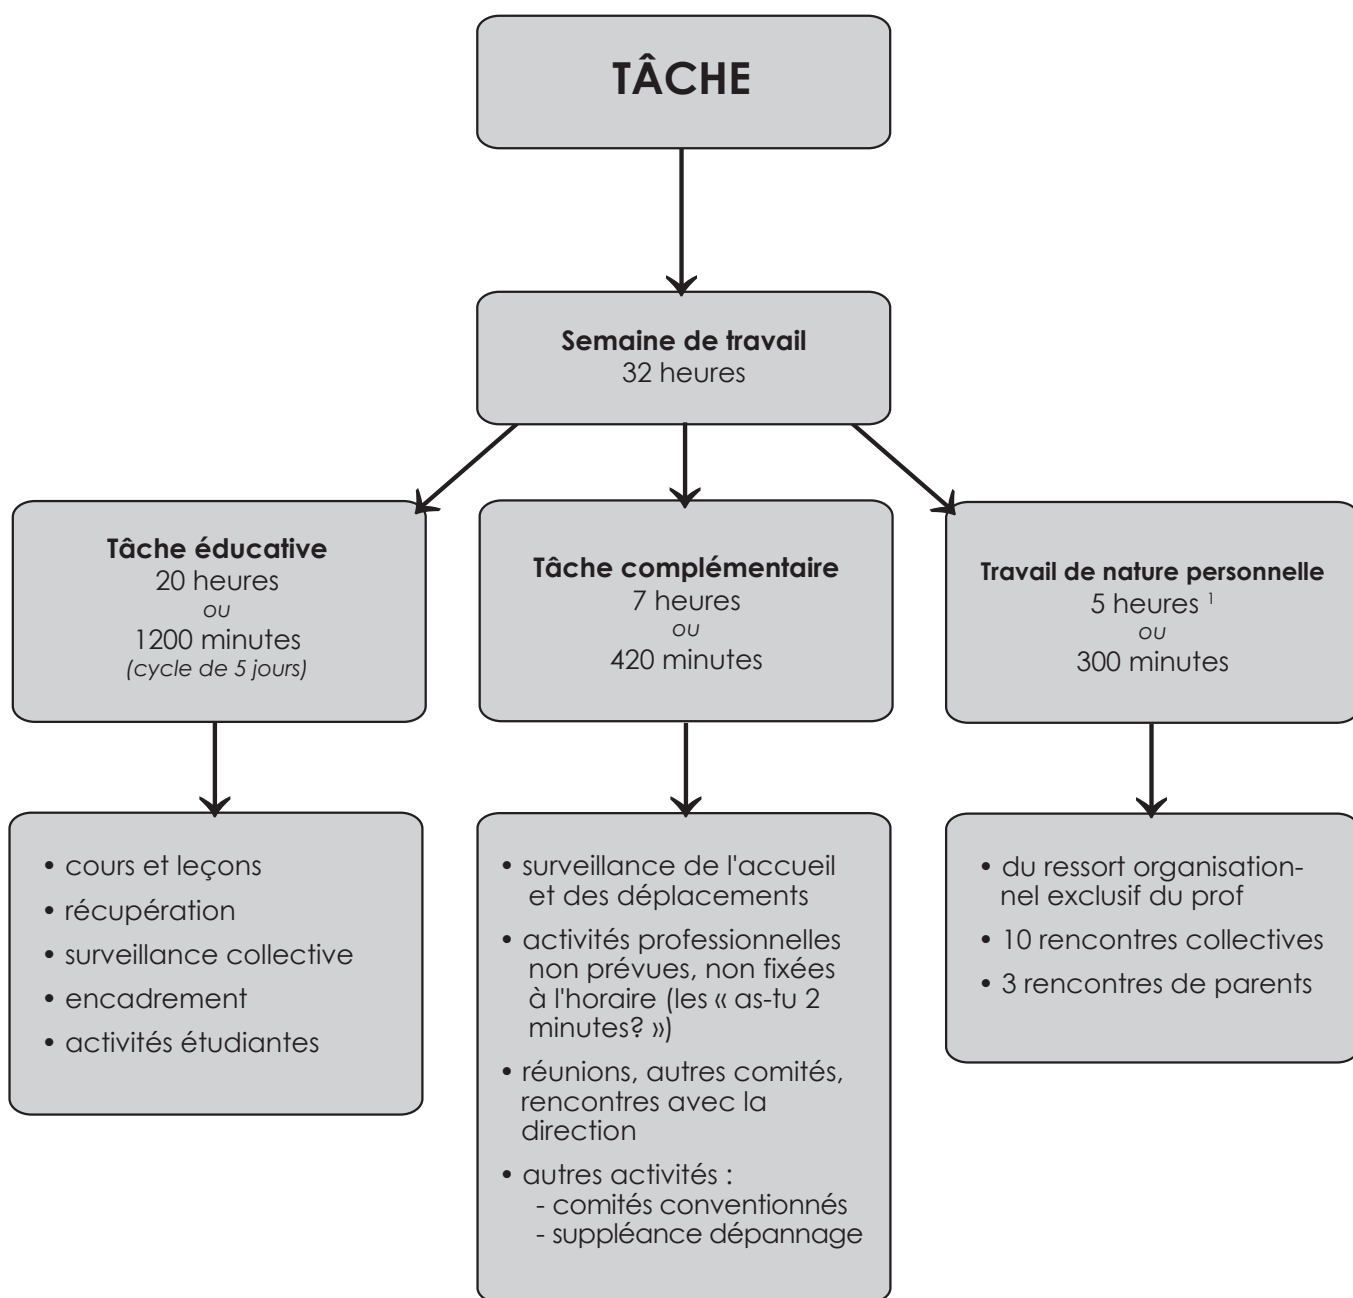 TÂCHE
Semaine de travail
32 heures
Tâche éducative
20 heures
ou
1200 minutes
(cycle de 5 jours)
Tâche complémentaire
7 heures
ou
420 minutes
Travail de nature personnelle
5 heures ¹
ou
300 minutes
• cours et leçons
• récupération
• surveillance collective
• encadrement
• activités étudiantes
• surveillance de l'accueil
et des déplacements
• activités professionnelles
non prévues, non fixées
à l'horaire (les « as-tu 2
minutes? »)
• réunions, autres comités,
rencontres avec la
direction
• autres activités :
- comités conventionnés
- suppléance dépannage
• du ressort organisation-
nel exclusif du prof
• 10 rencontres collectives
• 3 rencontres de parents